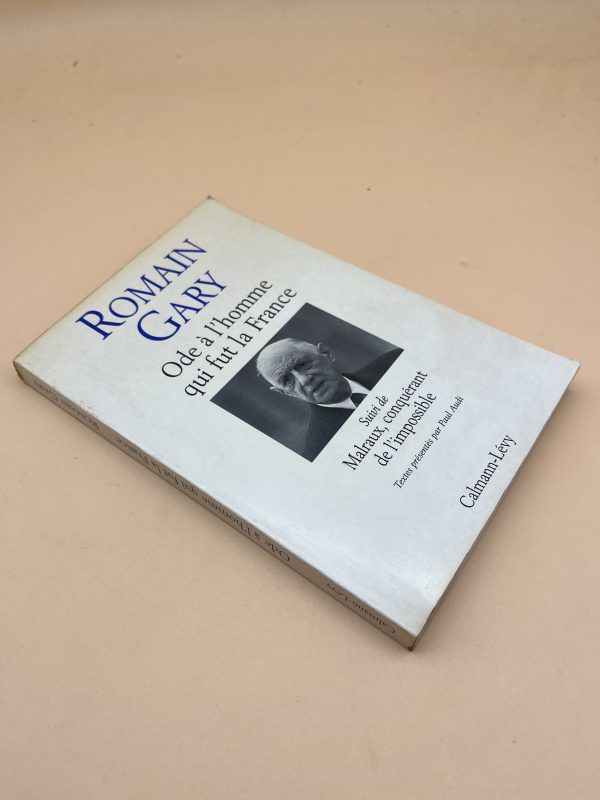 ROMAIN
GARY
Ode à l'homme
qui fut la France
Suivi de
Malraux, conquérant
de l'impossible
Textes présentés par Paul Audi
Calmann-Lévy
Romain Gary
Ode à l'homme qui fut la France
Calmann-Lévy